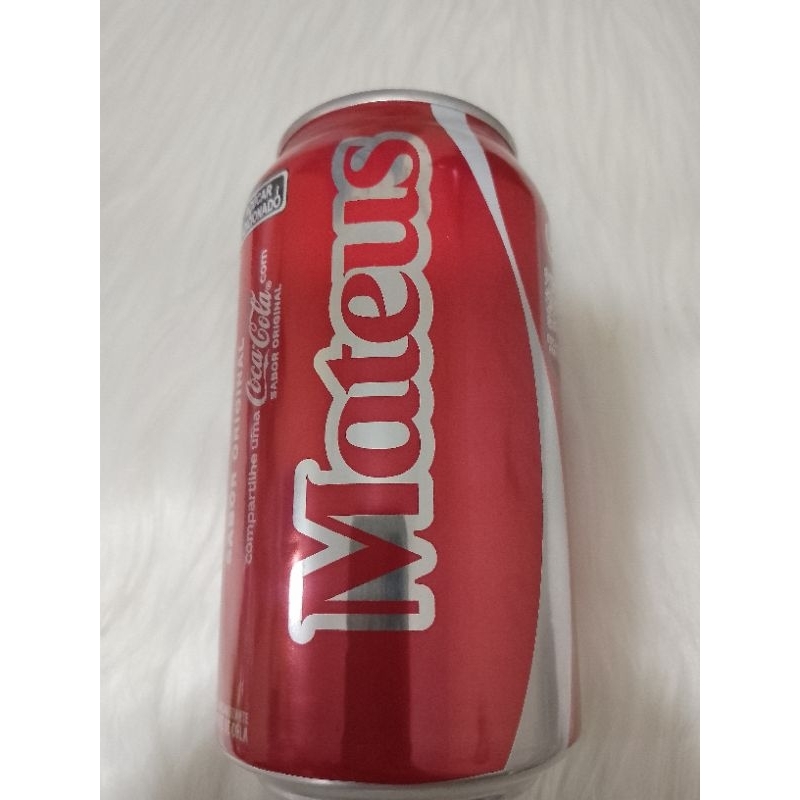 Mateus
compartilhe uma Coca-Cola® com
SABOR ORIGINAL
SABOR ORIGINAL